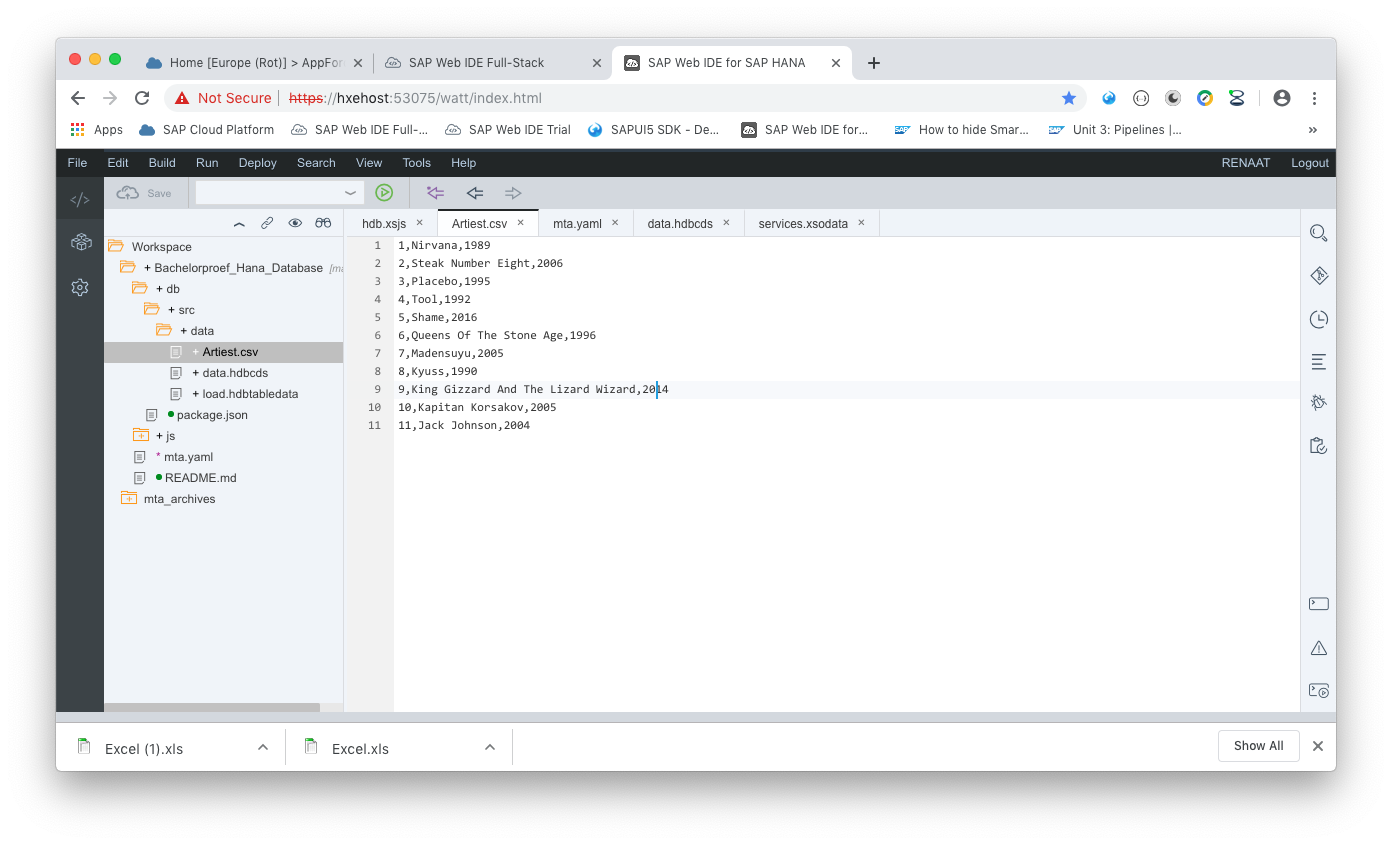 Home [Europe (Rot)] > AppFor
SAP Web IDE Full-Stack
SAP Web IDE for SAP HANA
Not Secure
https://hxehost:53075/watt/index.html
Apps
SAP Cloud Platform
SAP Web IDE Full-...
SAP Web IDE Trial
SAPUI5 SDK - De...
SAP Web IDE for...
How to hide Smar...
Unit 3: Pipelines |...
File Edit Build Run Deploy Search View Tools Help
RENAAT
Logout
Save
hdb.xsjs ×
Artiest.csv ×
mta.yaml ×
data.hdbcds ×
services.xsodata ×
Workspace
+ Bachelorproef_Hana_Database [ma
+ db
+ src
+ data
+ Artiest.csv
+ data.hdbcds
+ load.hdbtabledata
package.json
+ js
* mta.yaml
README.md
mta_archives
1 1,Nirvana,1989
2 2,Steak Number Eight,2006
3 3,Placebo,1995
4 4,Tool,1992
5 5,Shame,2016
6 6,Queens Of The Stone Age,1996
7 7,Madensuyu,2005
8 8,Kyuss,1990
9 9,King Gizzard And The Lizard Wizard,2014
10 10,Kapitan Korsakov,2005
11 11,Jack Johnson,2004
Excel (1).xls
Excel.xls
Show All